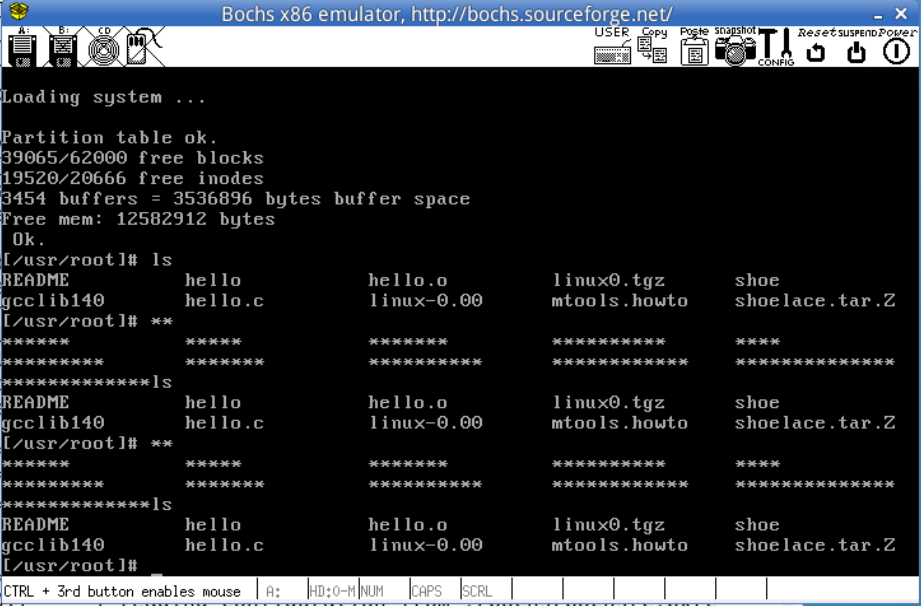 Bochs x86 emulator, http://bochs.sourceforge.net/
A: B: CD USER Copy Poste snapshot CONFIG Reset SUSPEND Power
Loading system ...
Partition table ok.
39065/62000 free blocks
19520/20666 free inodes
3454 buffers = 3536896 bytes buffer space
Free mem: 12582912 bytes
Ok.
[/usr/root]# ls
README hello hello.o linux0.tgz shoe
gcclib140 hello.c linux-0.00 mtools.howto shoelace.tar.Z
[/usr/root]# **
****** ***** ******* ********** ****
********* ******* ********** ************ **************
*************ls
README hello hello.o linux0.tgz shoe
gcclib140 hello.c linux-0.00 mtools.howto shoelace.tar.Z
[/usr/root]# **
****** ***** ******* ********** ****
********* ******* ********** ************ **************
*************ls
README hello hello.o linux0.tgz shoe
gcclib140 hello.c linux-0.00 mtools.howto shoelace.tar.Z
[/usr/root]# _
CTRL + 3rd button enables mouse A: HD:0-M NUM CAPS SCRL